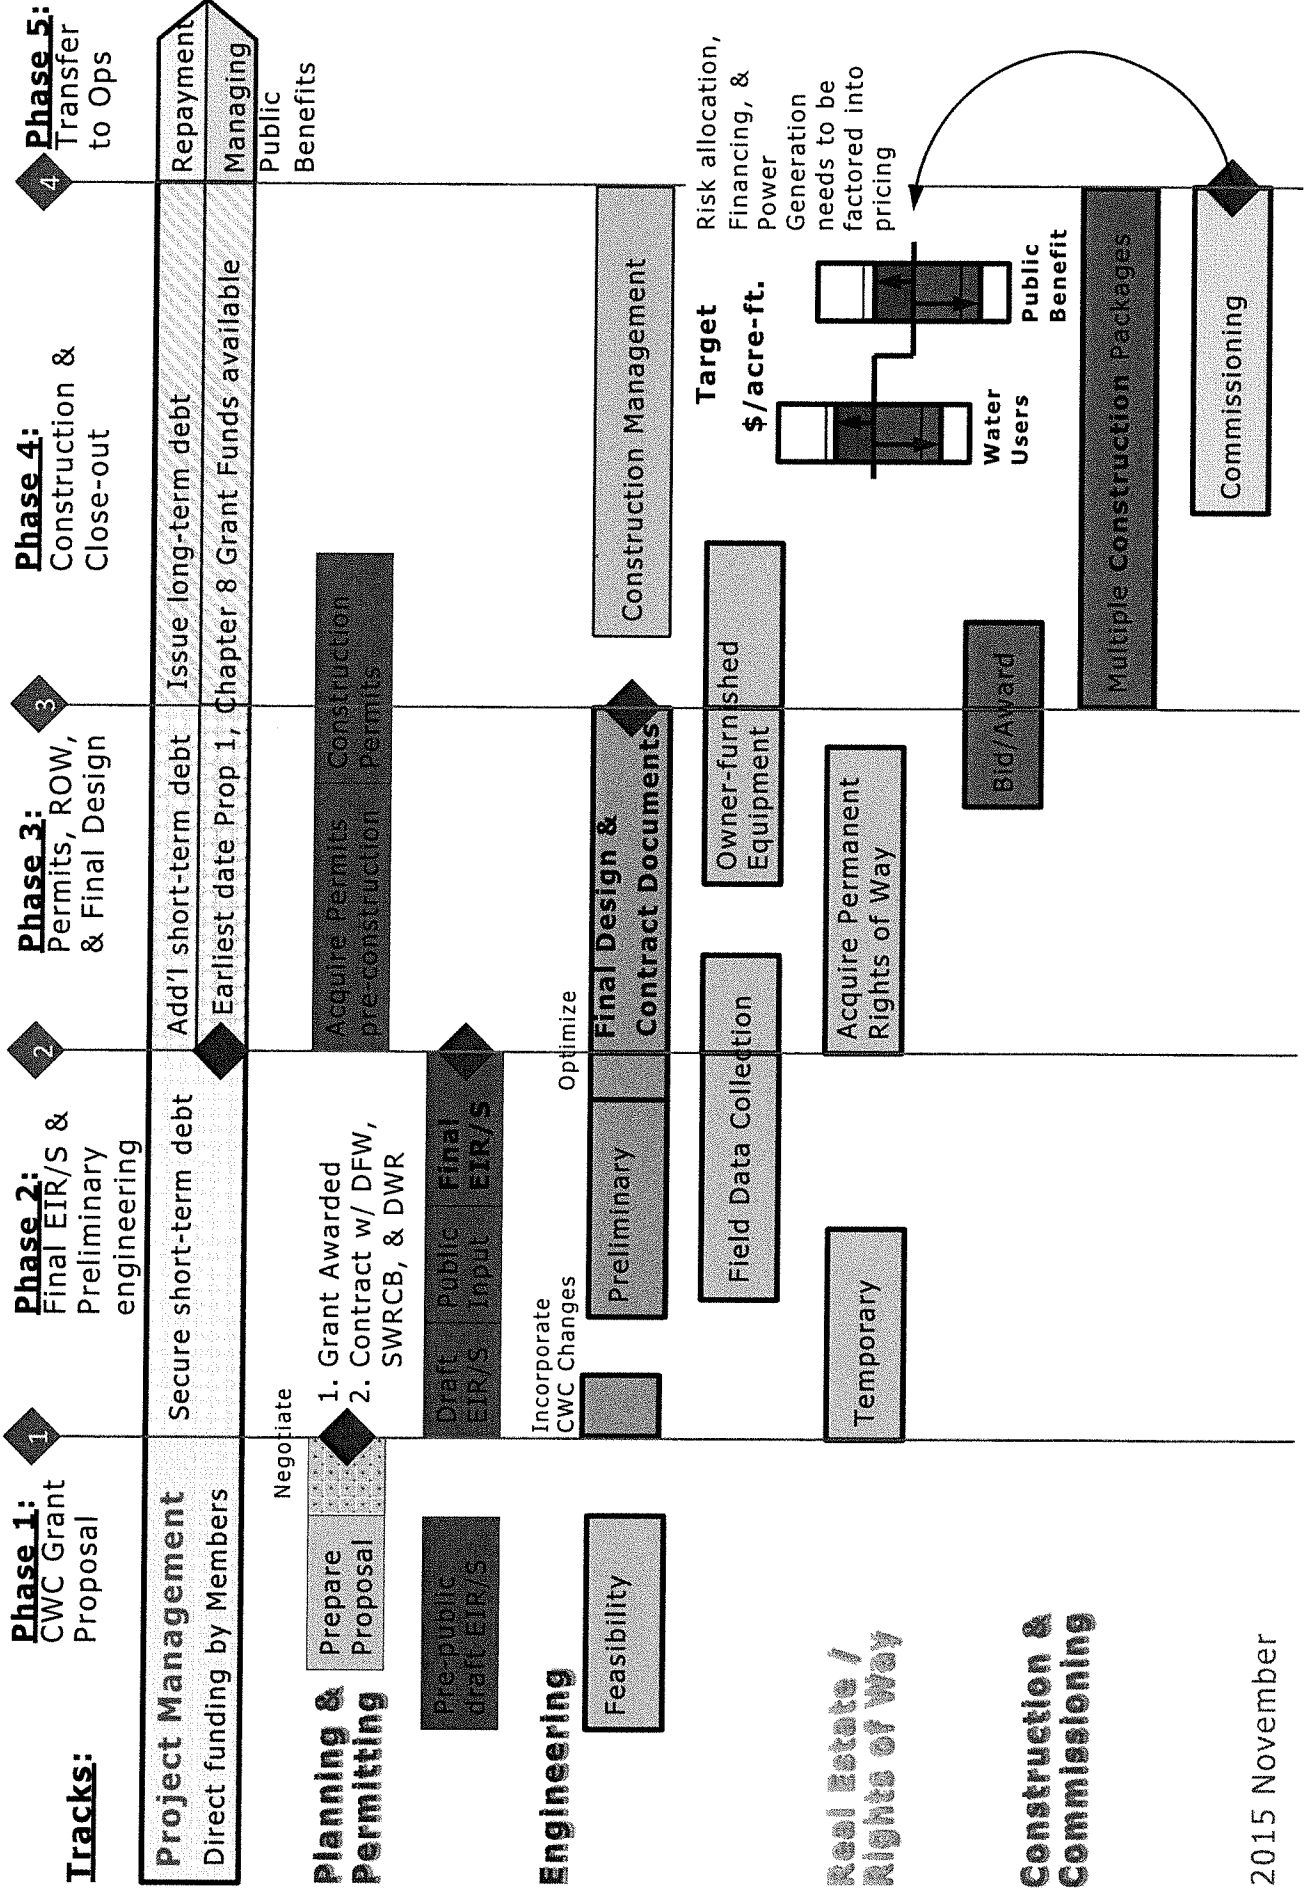 Tracks:
Phase 1:
CWC Grant
Proposal
1
Phase 2:
Final EIR/S &
Preliminary
engineering
2
Phase 3:
Permits, ROW,
& Final Design
3
Phase 4:
Construction &
Close-out
4
Phase 5:
Transfer
to Ops
Project Management
Direct funding by Members
Secure short-term debt
Add'l short-term debt
Issue long-term debt
Repayment
Earliest date Prop 1, Chapter 8 Grant Funds available
Managing
Public
Benefits
Planning &
Permitting
Prepare
Proposal
Negotiate
1. Grant Awarded
2. Contract w/ DFW,
SWRCB, & DWR
Acquire Permits
pre-construction
Construction
Permits
Pre-public
draft EIR/S
Draft
EIR/S
Public
Input
Final
EIR/S
Engineering
Feasibility
Incorporate
CWC Changes
Preliminary
Optimize
Final Design &
Contract Documents
Construction Management
Field Data Collection
Owner-furnished
Equipment
Target
$/acre-ft.
Water
Users
Public
Benefit
Risk allocation,
Financing, &
Power
Generation
needs to be
factored into
pricing
Real Estate /
Rights of Way
Temporary
Acquire Permanent
Rights of Way
Construction &
Commissioning
Bid/Award
Multiple Construction Packages
Commissioning
2015 November